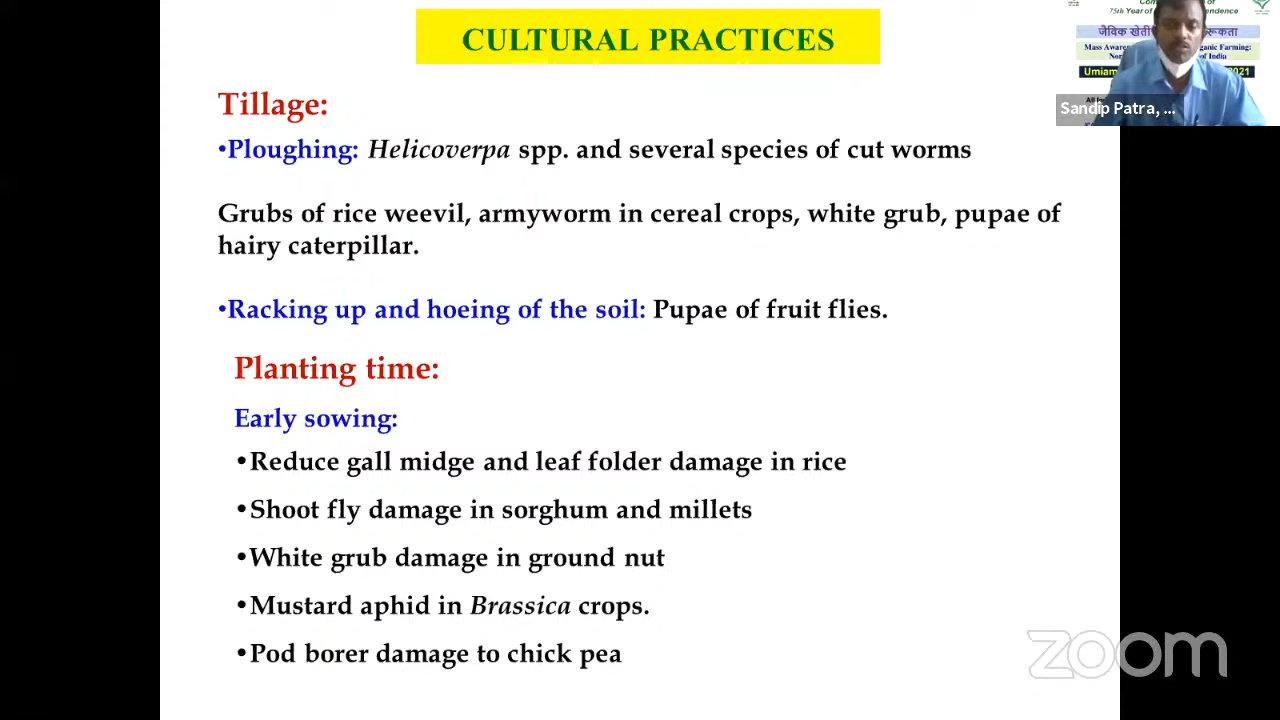 CULTURAL PRACTICES
Tillage:
•Ploughing: Helicoverpa spp. and several species of cut worms
Grubs of rice weevil, armyworm in cereal crops, white grub, pupae of
hairy caterpillar.
•Racking up and hoeing of the soil: Pupae of fruit flies.
Planting time:
Early sowing:
•Reduce gall midge and leaf folder damage in rice
•Shoot fly damage in sorghum and millets
•White grub damage in ground nut
•Mustard aphid in Brassica crops.
•Pod borer damage to chick pea
75th Year of
जैविक खेती
Mass Aware
ganic Farming:
of India
Umiam
2021
Sandip Patra, ...
zoom